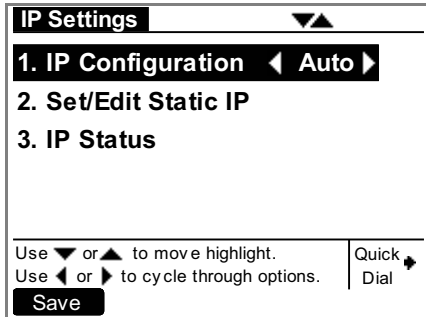 IP Settings
1. IP Configuration Auto
2. Set/Edit Static IP
3. IP Status
Use ▼ or ▲ to move highlight.
Use ◀ or ▶ to cycle through options.
Quick
Dial
Save